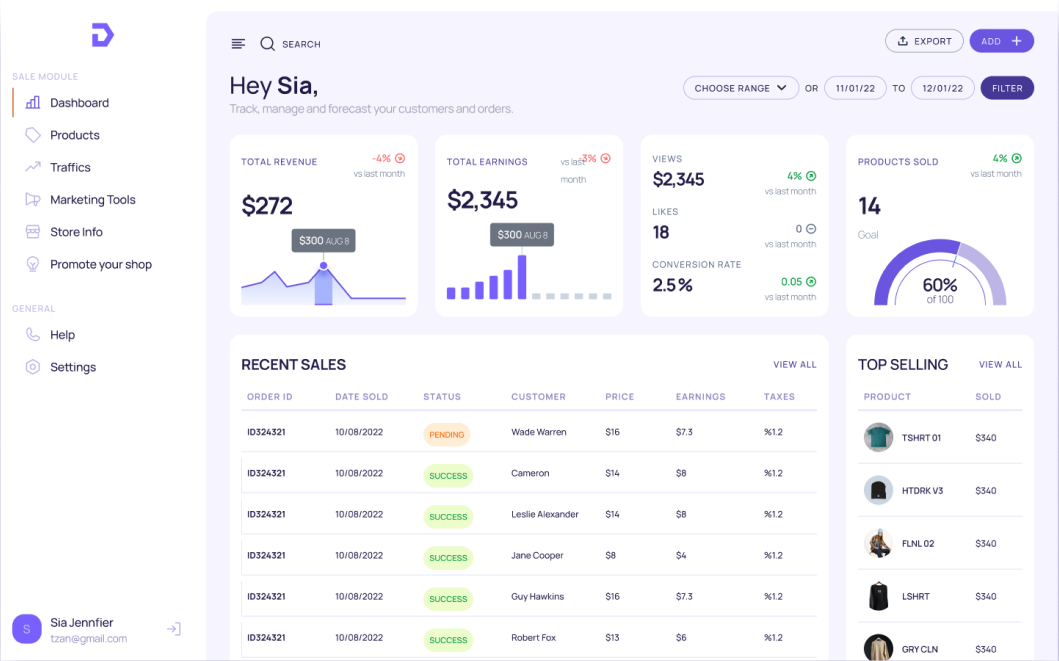 SALE MODULE
Dashboard
Products
Traffics
Marketing Tools
Store Info
Promote your shop
GENERAL
Help
Settings
S
Sia Jennfier
tzan@gmail.com
SEARCH
EXPORT
ADD
Hey Sia,
Track, manage and forecast your customers and orders.
CHOOSE RANGE OR 11/01/22 TO 12/01/22 FILTER
TOTAL REVENUE
-4%
vs last month
$272
$300 AUG 8
TOTAL EARNINGS
3%
vs last
month
$2,345
$300 AUG 8
VIEWS
$2,345
4%
vs last month
LIKES
18
0
vs last month
CONVERSION RATE
2.5%
0.05
vs last month
PRODUCTS SOLD
4%
vs last month
14
Goal
60%
of 100
RECENT SALES VIEW ALL
ORDER ID DATE SOLD STATUS CUSTOMER PRICE EARNINGS TAXES
ID324321 10/08/2022 PENDING Wade Warren $16 $7.3 %1.2
ID324321 10/08/2022 SUCCESS Cameron $14 $8 %1.2
ID324321 10/08/2022 SUCCESS Leslie Alexander $14 $8 %1.2
ID324321 10/08/2022 SUCCESS Jane Cooper $8 $4 %1.2
ID324321 10/08/2022 SUCCESS Guy Hawkins $16 $7.3 %1.2
ID324321 10/08/2022 SUCCESS Robert Fox $13 $6 %1.2
TOP SELLING VIEW ALL
PRODUCT SOLD
TSHRT 01 $340
HTDRK V3 $340
FLNL 02 $340
LSHRT $340
GRY CLN $340